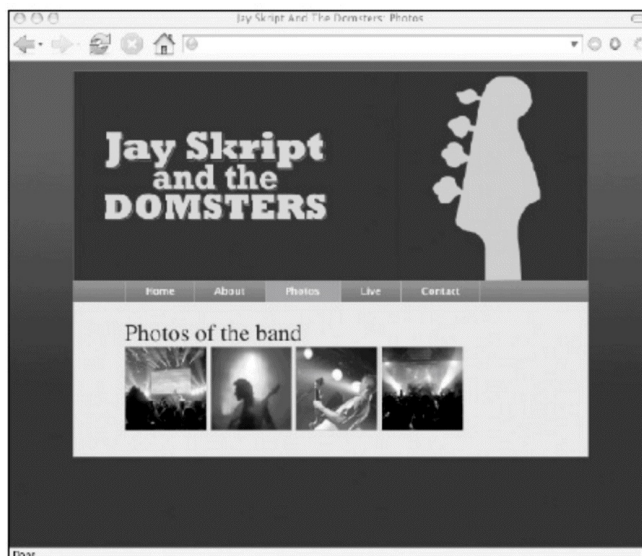 Jay Skript And The Domsters: Photos
Jay Skript
and the
DOMSTERS
Home About Photos Live Contact
Photos of the band
Done